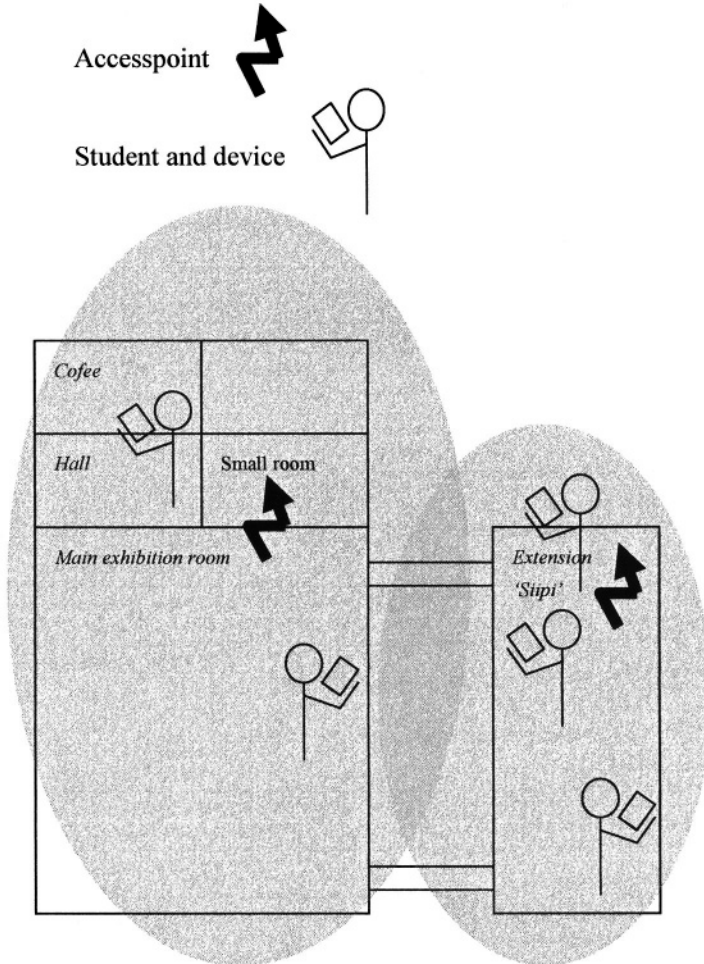 Accesspoint
Student and device
Cofee
Hall
Small room
Main exhibition room
Extension
'Siipi'